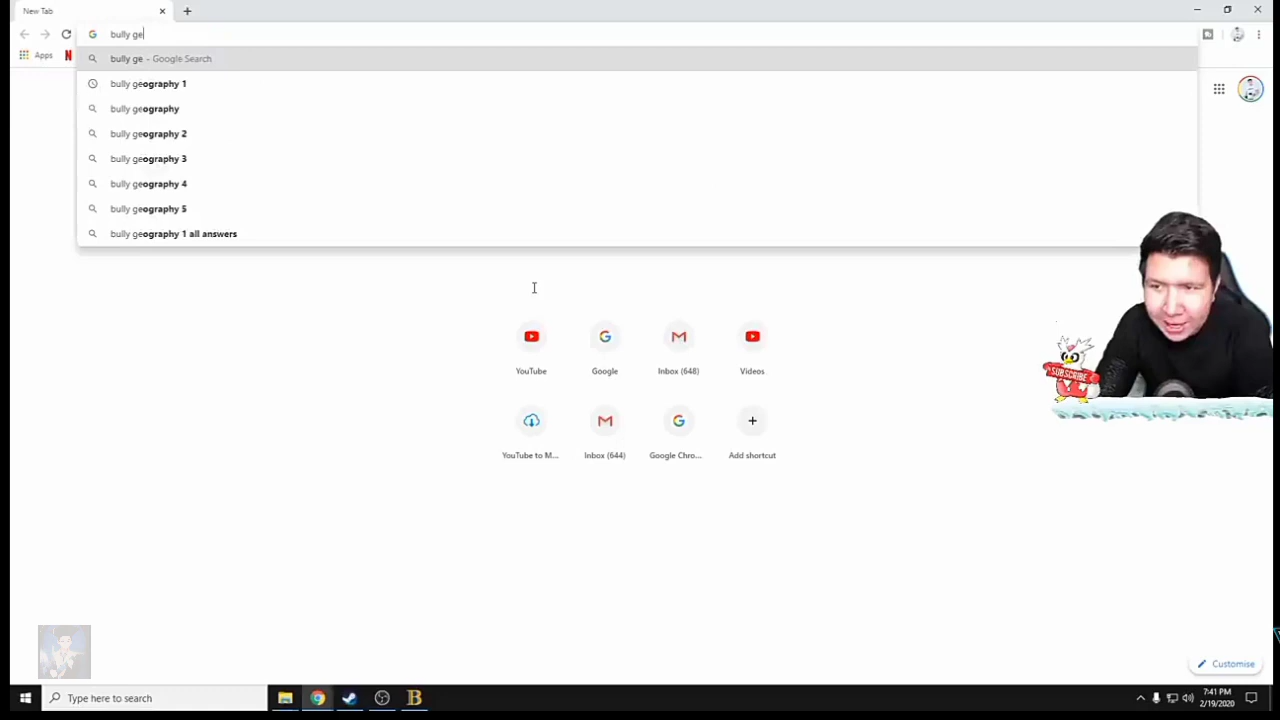 New Tab
bully ge
Apps
bully ge - Google Search
bully geography 1
bully geography
bully geography 2
bully geography 3
bully geography 4
bully geography 5
bully geography 1 all answers
YouTube
Google
Inbox (648)
Videos
SUBSCRIBE
YouTube to M...
Inbox (644)
Google Chro...
Add shortcut
Customise
Type here to search
7:41 PM
2/19/2020